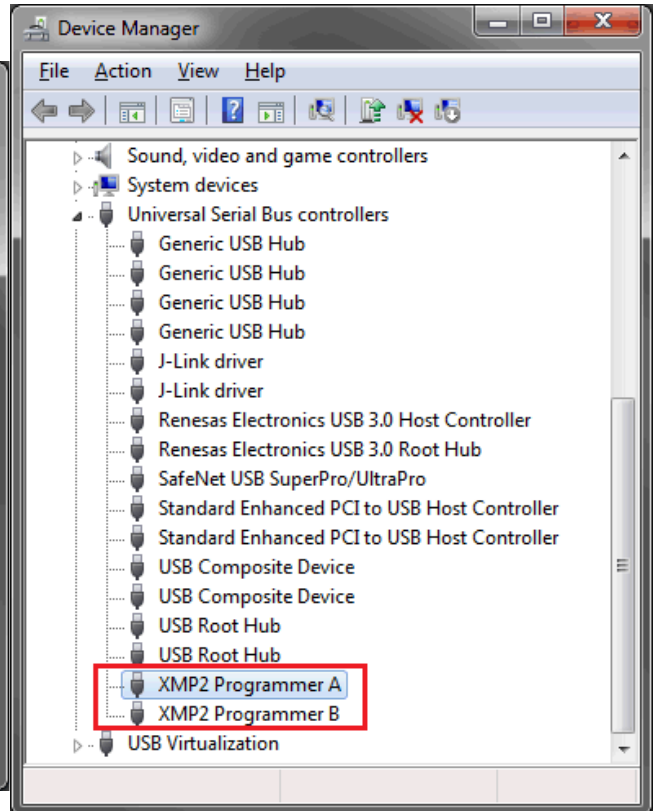 Device Manager
File Action View Help
Sound, video and game controllers
System devices
Universal Serial Bus controllers
Generic USB Hub
Generic USB Hub
Generic USB Hub
Generic USB Hub
J-Link driver
J-Link driver
Renesas Electronics USB 3.0 Host Controller
Renesas Electronics USB 3.0 Root Hub
SafeNet USB SuperPro/UltraPro
Standard Enhanced PCI to USB Host Controller
Standard Enhanced PCI to USB Host Controller
USB Composite Device
USB Composite Device
USB Root Hub
USB Root Hub
XMP2 Programmer A
XMP2 Programmer B
USB Virtualization